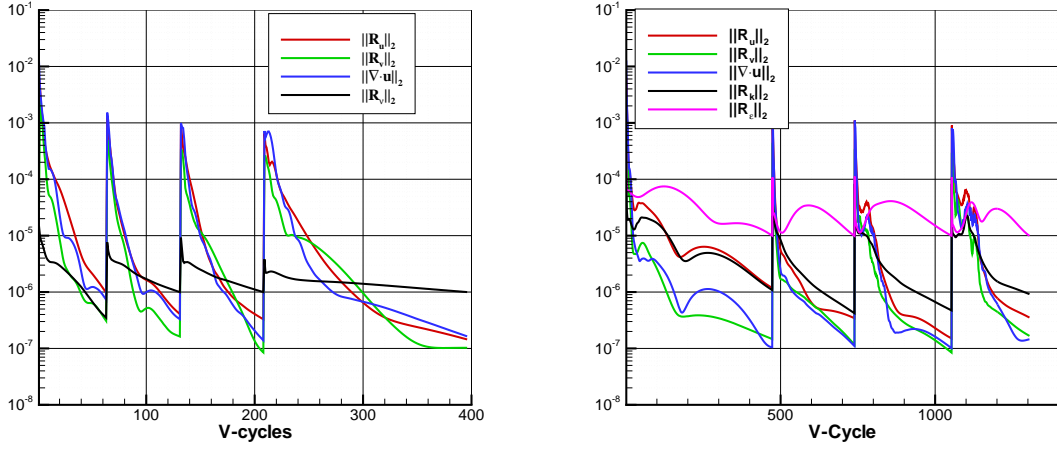 10^-1
10^-2
10^-3
10^-4
10^-5
10^-6
10^-7
10^-8
||R_u||_2
||R_v||_2
||∇·u||_2
||R_ν||_2
100
200
300
400
V-cycles
10^-1
10^-2
10^-3
10^-4
10^-5
10^-6
10^-7
10^-8
||R_u||_2
||R_v||_2
||∇·u||_2
||R_k||_2
||R_ε||_2
500
1000
V-Cycle